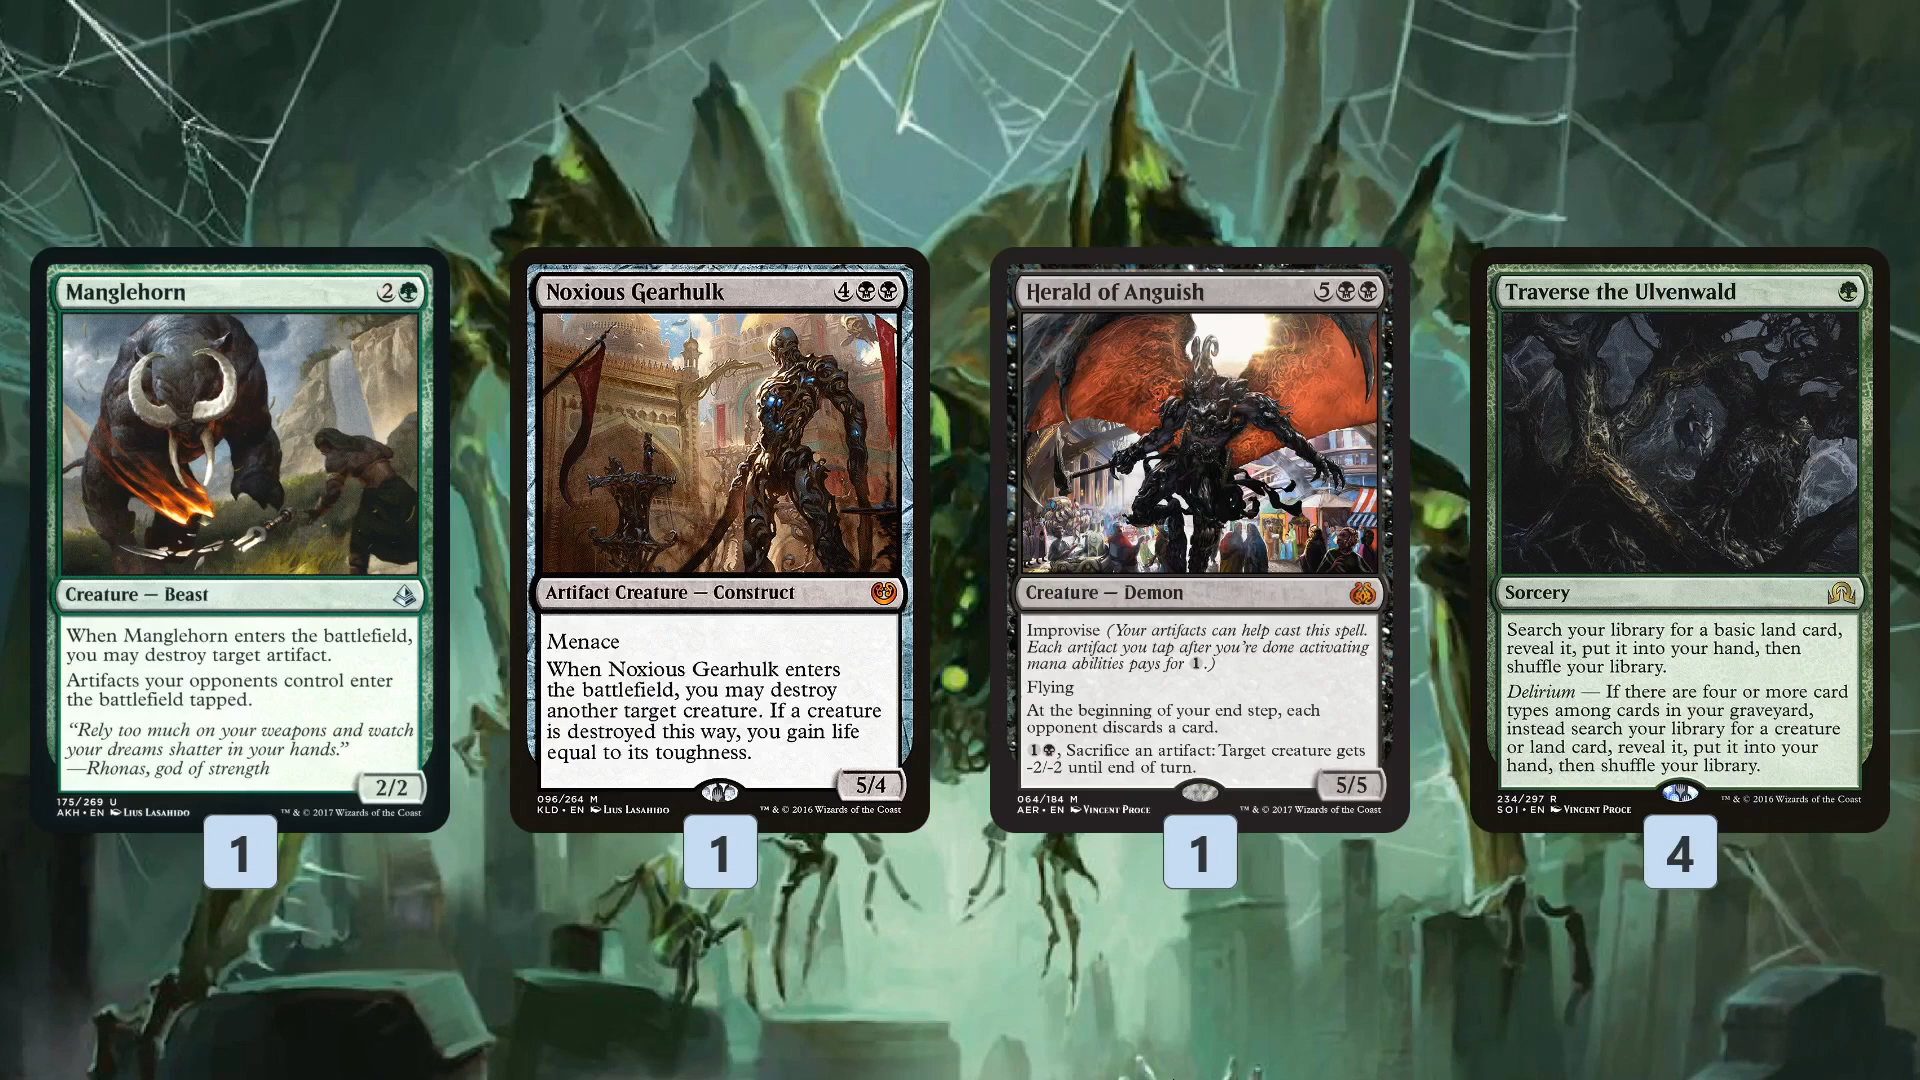 Manglehorn 2
Creature — Beast
When Manglehorn enters the battlefield,
you may destroy target artifact.
Artifacts your opponents control enter
the battlefield tapped.
“Rely too much on your weapons and watch
your dreams shatter in your hands.”
—Rhonas, god of strength
2/2
175/269 U
AKH • EN Lius Lasahido
™ & © 2017 Wizards of the Coast
1
Noxious Gearhulk 4
Artifact Creature — Construct
Menace
When Noxious Gearhulk enters
the battlefield, you may destroy
another target creature. If a creature
is destroyed this way, you gain life
equal to its toughness.
5/4
096/264 M
KLD • EN Lius Lasahido
™ & © 2016 Wizards of the Coast
1
Herald of Anguish 5
Creature — Demon
Improvise (Your artifacts can help cast this spell.
Each artifact you tap after you're done activating
mana abilities pays for 1.)
Flying
At the beginning of your end step, each
opponent discards a card.
1, Sacrifice an artifact: Target creature gets
-2/-2 until end of turn.
5/5
064/184 M
AER • EN Vincent Proce
™ & © 2017 Wizards of the Coast
1
Traverse the Ulvenwald
Sorcery
Search your library for a basic land card,
reveal it, put it into your hand, then
shuffle your library.
Delirium — If there are four or more card
types among cards in your graveyard,
instead search your library for a creature
or land card, reveal it, put it into your
hand, then shuffle your library.
234/297 R
SOI • EN Vincent Proce
™ & © 2016 Wizards of the Coast
4